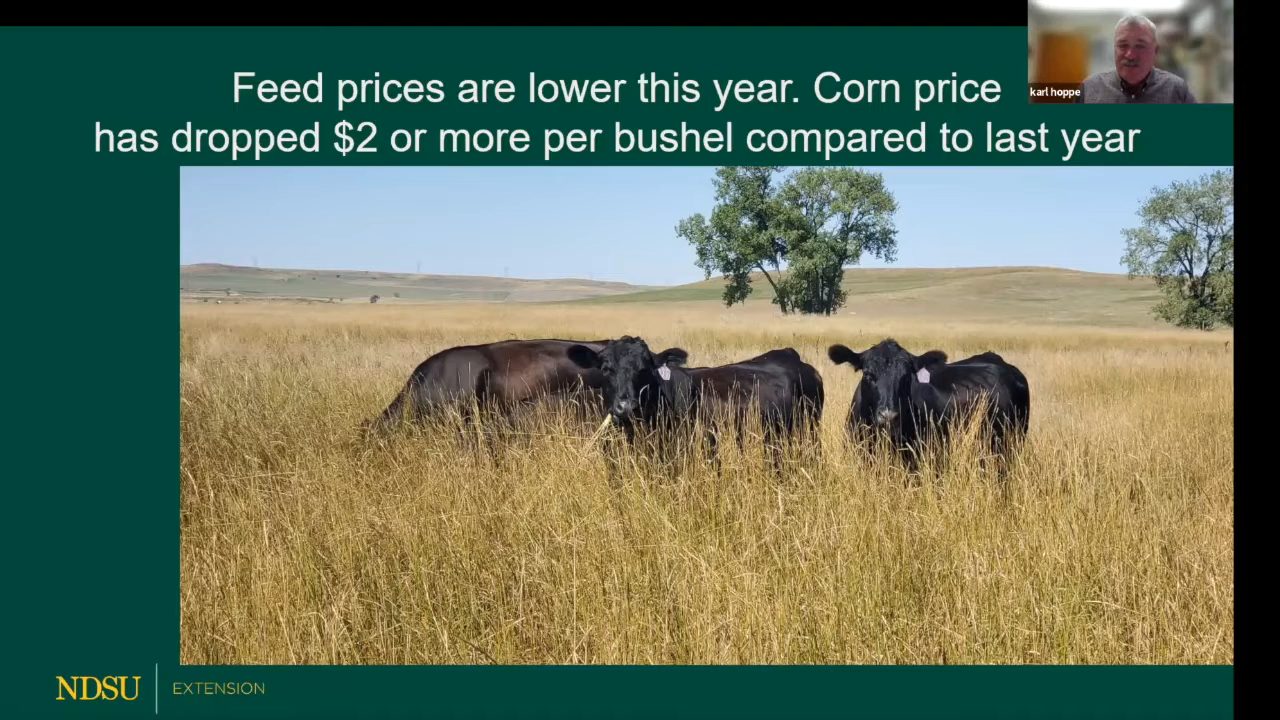 Feed prices are lower this year. Corn price
has dropped $2 or more per bushel compared to last year
karl hoppe
NDSU
EXTENSION